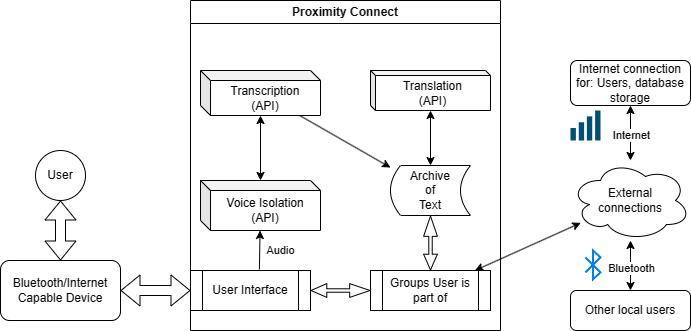 Proximity Connect
Transcription
(API)
Translation
(API)
Internet connection
for: Users, database
storage
Internet
User
Voice Isolation
(API)
Archive
of
Text
External
connections
Audio
Bluetooth
Bluetooth/Internet
Capable Device
User Interface
Groups User is
part of
Other local users